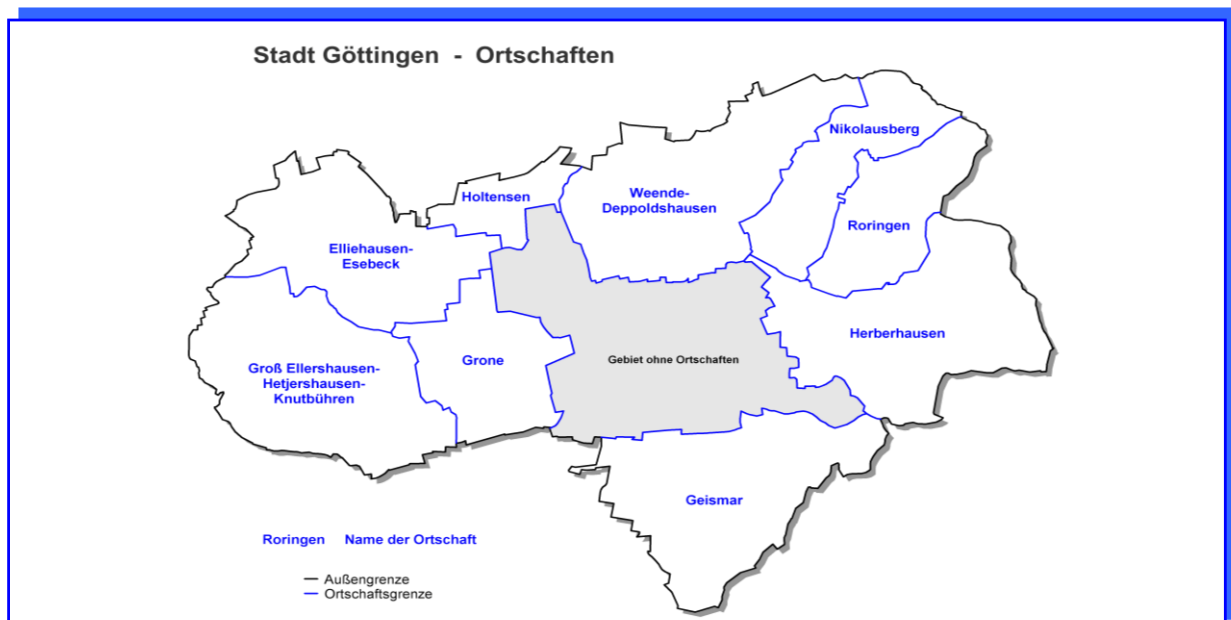 Stadt Göttingen - Ortschaften
Nikolausberg
Holtensen
Weende-
Deppoldshausen
Roringen
Elliehausen-
Esebeck
Herberhausen
Gebiet ohne Ortschaften
Grone
Groß Ellershausen-
Hetjershausen-
Knutbühren
Geismar
Roringen Name der Ortschaft
Außengrenze
Ortschaftsgrenze